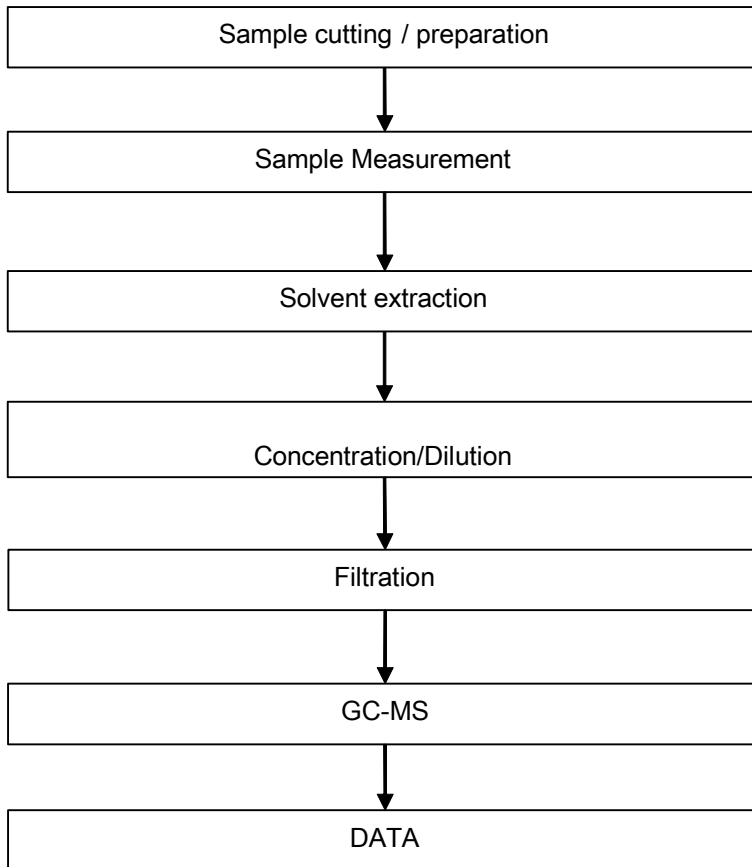 Sample cutting / preparation
Sample Measurement
Solvent extraction
Concentration/Dilution
Filtration
GC-MS
DATA